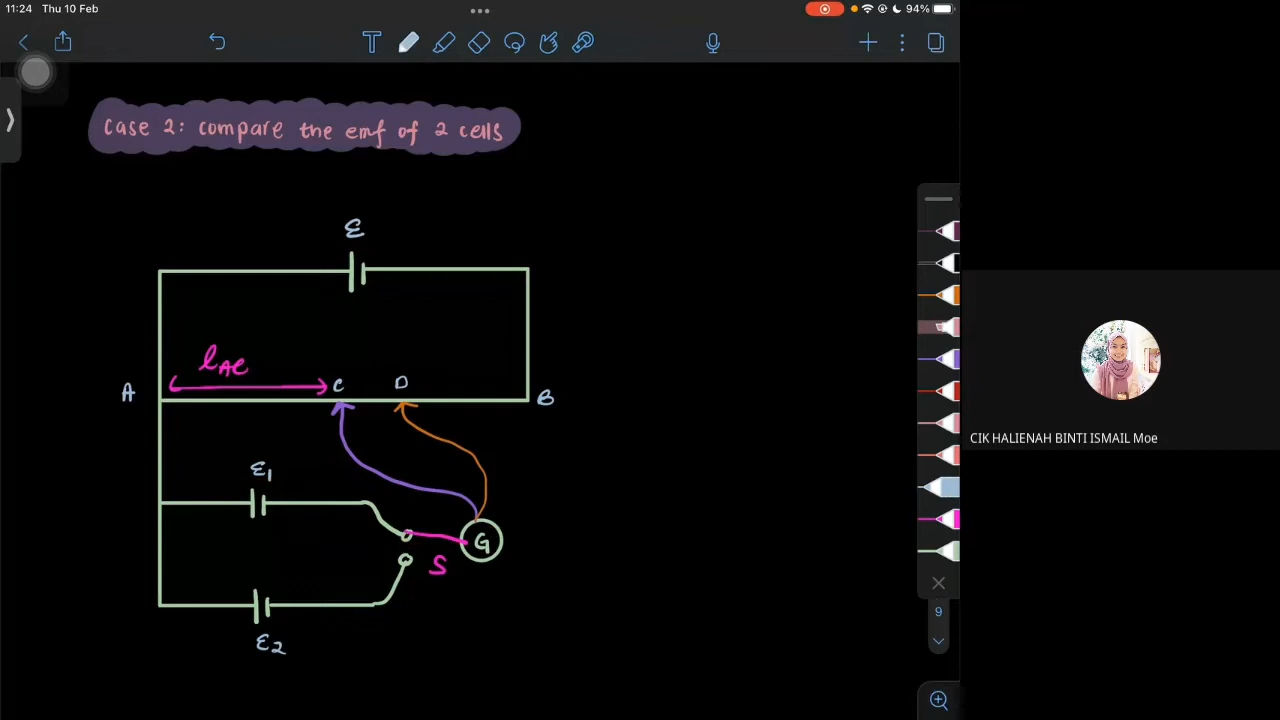 11:24 Thu 10 Feb
94%
T
Case 2: compare the emf of 2 cells
ε
l_AC
A
C
D
B
ε1
S
G
ε2
9
CIK HALIENAH BINTI ISMAIL Moe